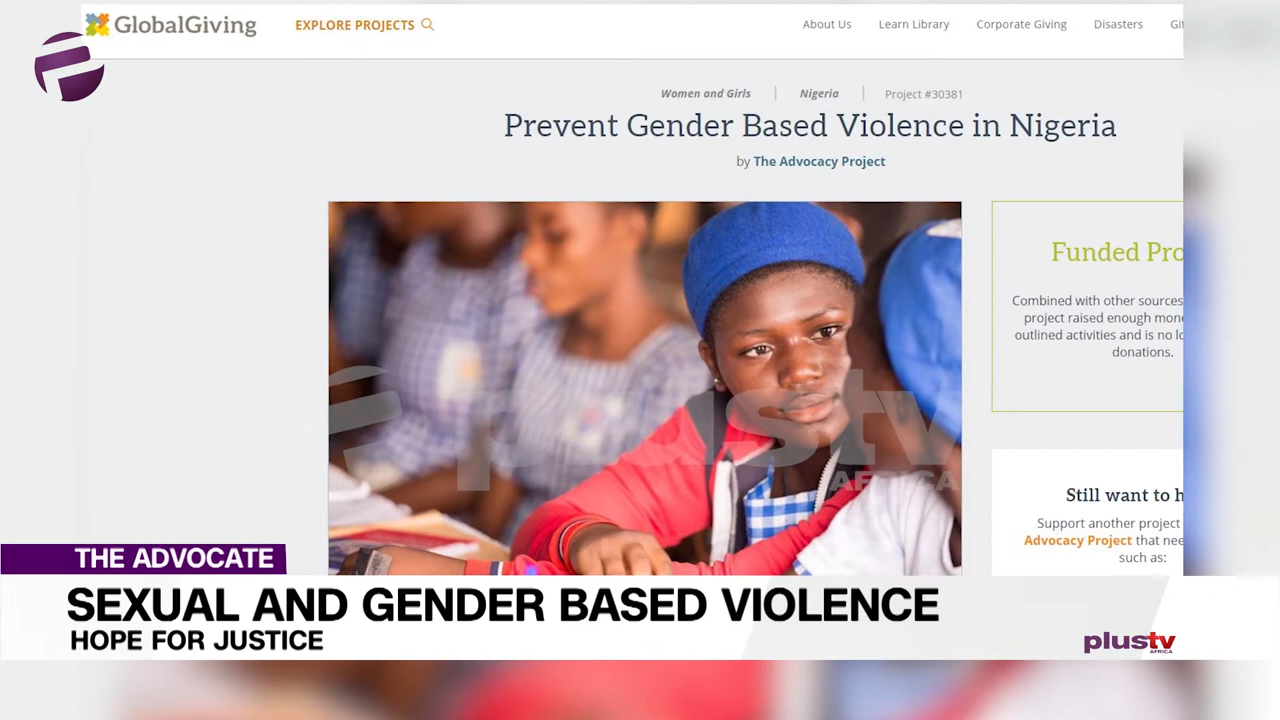 GlobalGiving
EXPLORE PROJECTS
About Us
Learn Library
Corporate Giving
Disasters
Women and Girls | Nigeria | Project #30381
Prevent Gender Based Violence in Nigeria
by The Advocacy Project
Funded Pro
Combined with other sources
project raised enough mone
outlined activities and is no lo
donations.
Still want to h
Support another project
Advocacy Project that nee
such as:
plustv
AFRICA
THE ADVOCATE
SEXUAL AND GENDER BASED VIOLENCE
HOPE FOR JUSTICE
plustv
AFRICA